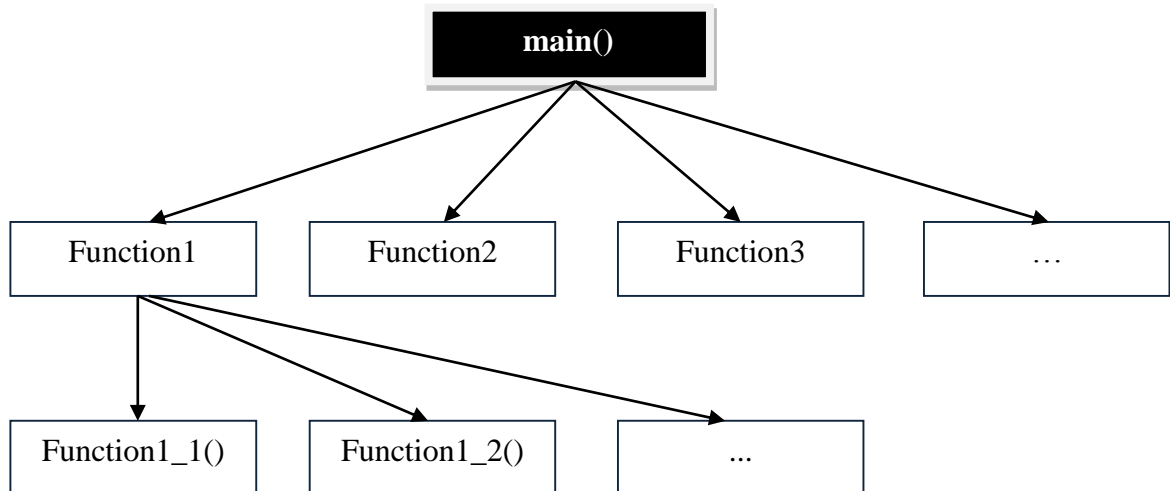 main()
Function1
Function2
Function3
…
Function1_1()
Function1_2()
...